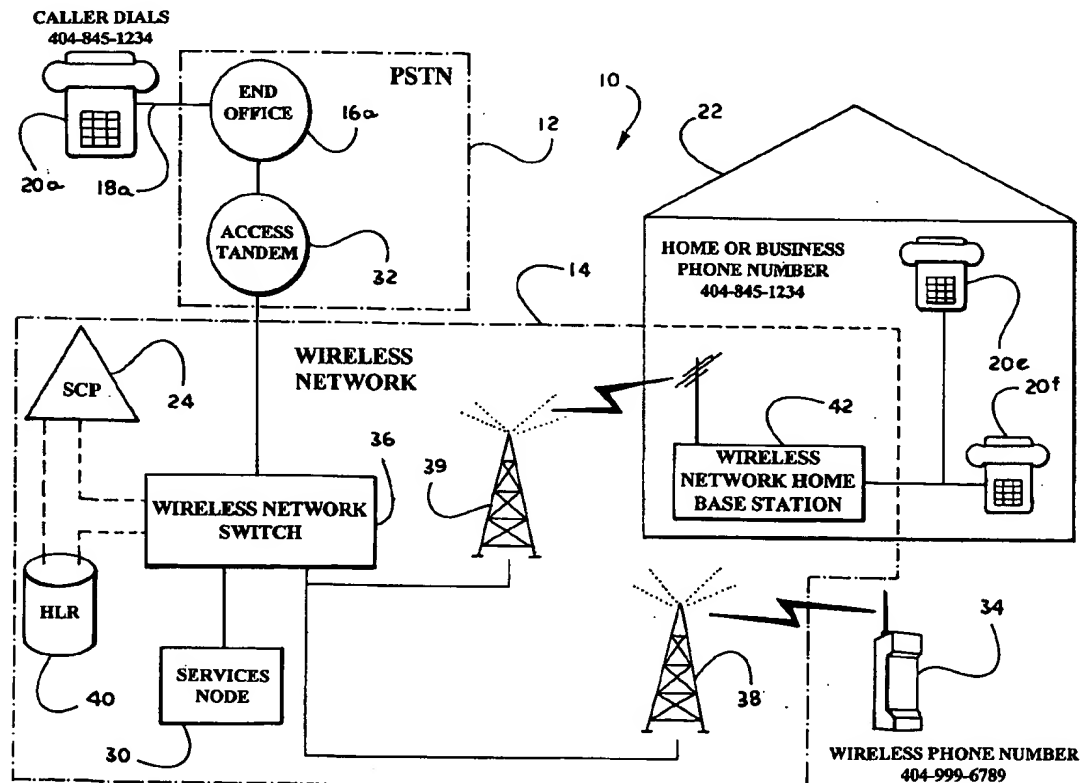 CALLER DIALS
404-845-1234
20a
18a
END
OFFICE
16a
PSTN
12
ACCESS
TANDEM
32
10
22
HOME OR BUSINESS
PHONE NUMBER
404-845-1234
20e
20f
14
WIRELESS
NETWORK
SCP
24
36
WIRELESS NETWORK
SWITCH
39
42
WIRELESS
NETWORK HOME
BASE STATION
HLR
40
SERVICES
NODE
30
38
34
WIRELESS PHONE NUMBER
404-999-6789